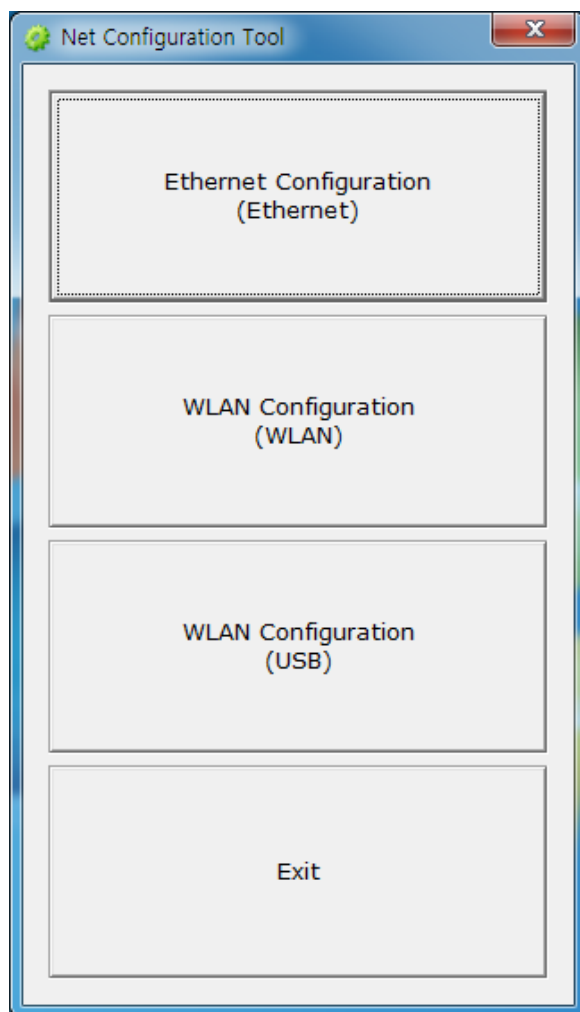 Net Configuration Tool
Ethernet Configuration
(Ethernet)
WLAN Configuration
(WLAN)
WLAN Configuration
(USB)
Exit